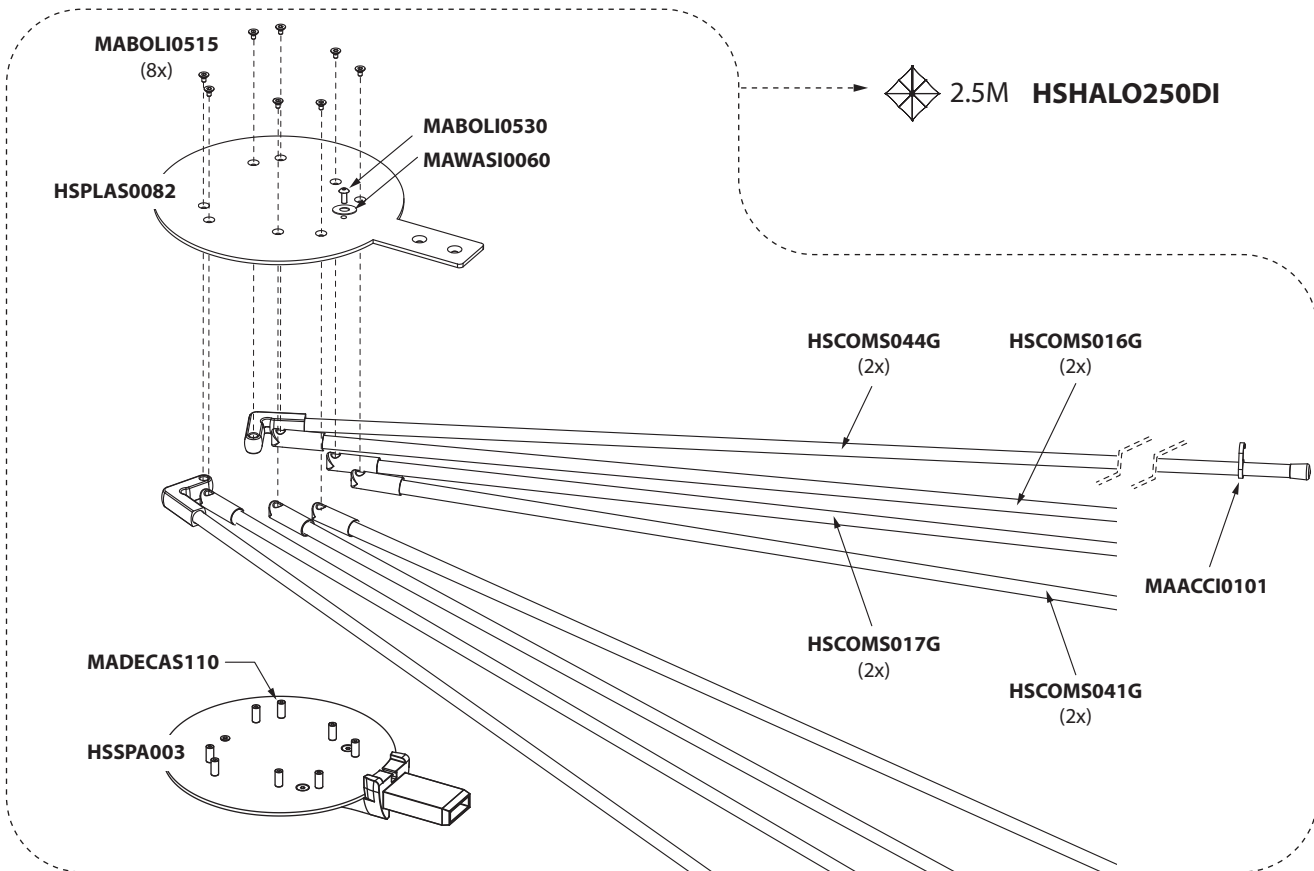 MABOLI0515
(8x)
2.5M HSHALO250DI
MABOLI0530
MAWASI0060
HSPLAS0082
HSCOMS044G
(2x)
HSCOMS016G
(2x)
MAACCI0101
HSCOMS017G
(2x)
HSCOMS041G
(2x)
MADECAS110
HSSPA003